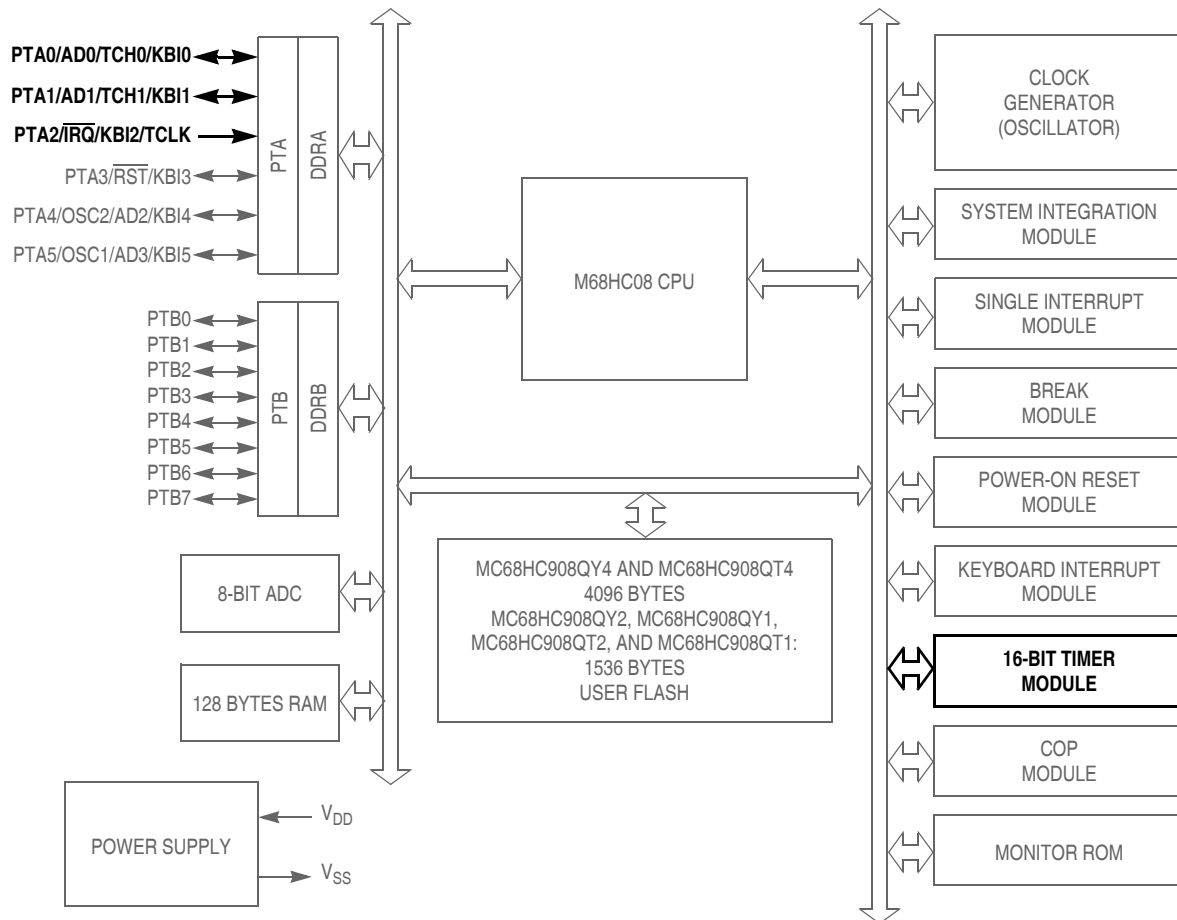 PTA0/AD0/TCH0/KBI0
PTA1/AD1/TCH1/KBI1
PTA2/I̅R̅Q̅/KBI2/TCLK
PTA3/R̅S̅T̅/KBI3
PTA4/OSC2/AD2/KBI4
PTA5/OSC1/AD3/KBI5
PTA
DDRA
PTB0
PTB1
PTB2
PTB3
PTB4
PTB5
PTB6
PTB7
PTB
DDRB
8-BIT ADC
128 BYTES RAM
POWER SUPPLY
VDD
VSS
M68HC08 CPU
MC68HC908QY4 AND MC68HC908QT4
4096 BYTES
MC68HC908QY2, MC68HC908QY1,
MC68HC908QT2, AND MC68HC908QT1:
1536 BYTES
USER FLASH
CLOCK
GENERATOR
(OSCILLATOR)
SYSTEM INTEGRATION
MODULE
SINGLE INTERRUPT
MODULE
BREAK
MODULE
POWER-ON RESET
MODULE
KEYBOARD INTERRUPT
MODULE
16-BIT TIMER
MODULE
COP
MODULE
MONITOR ROM